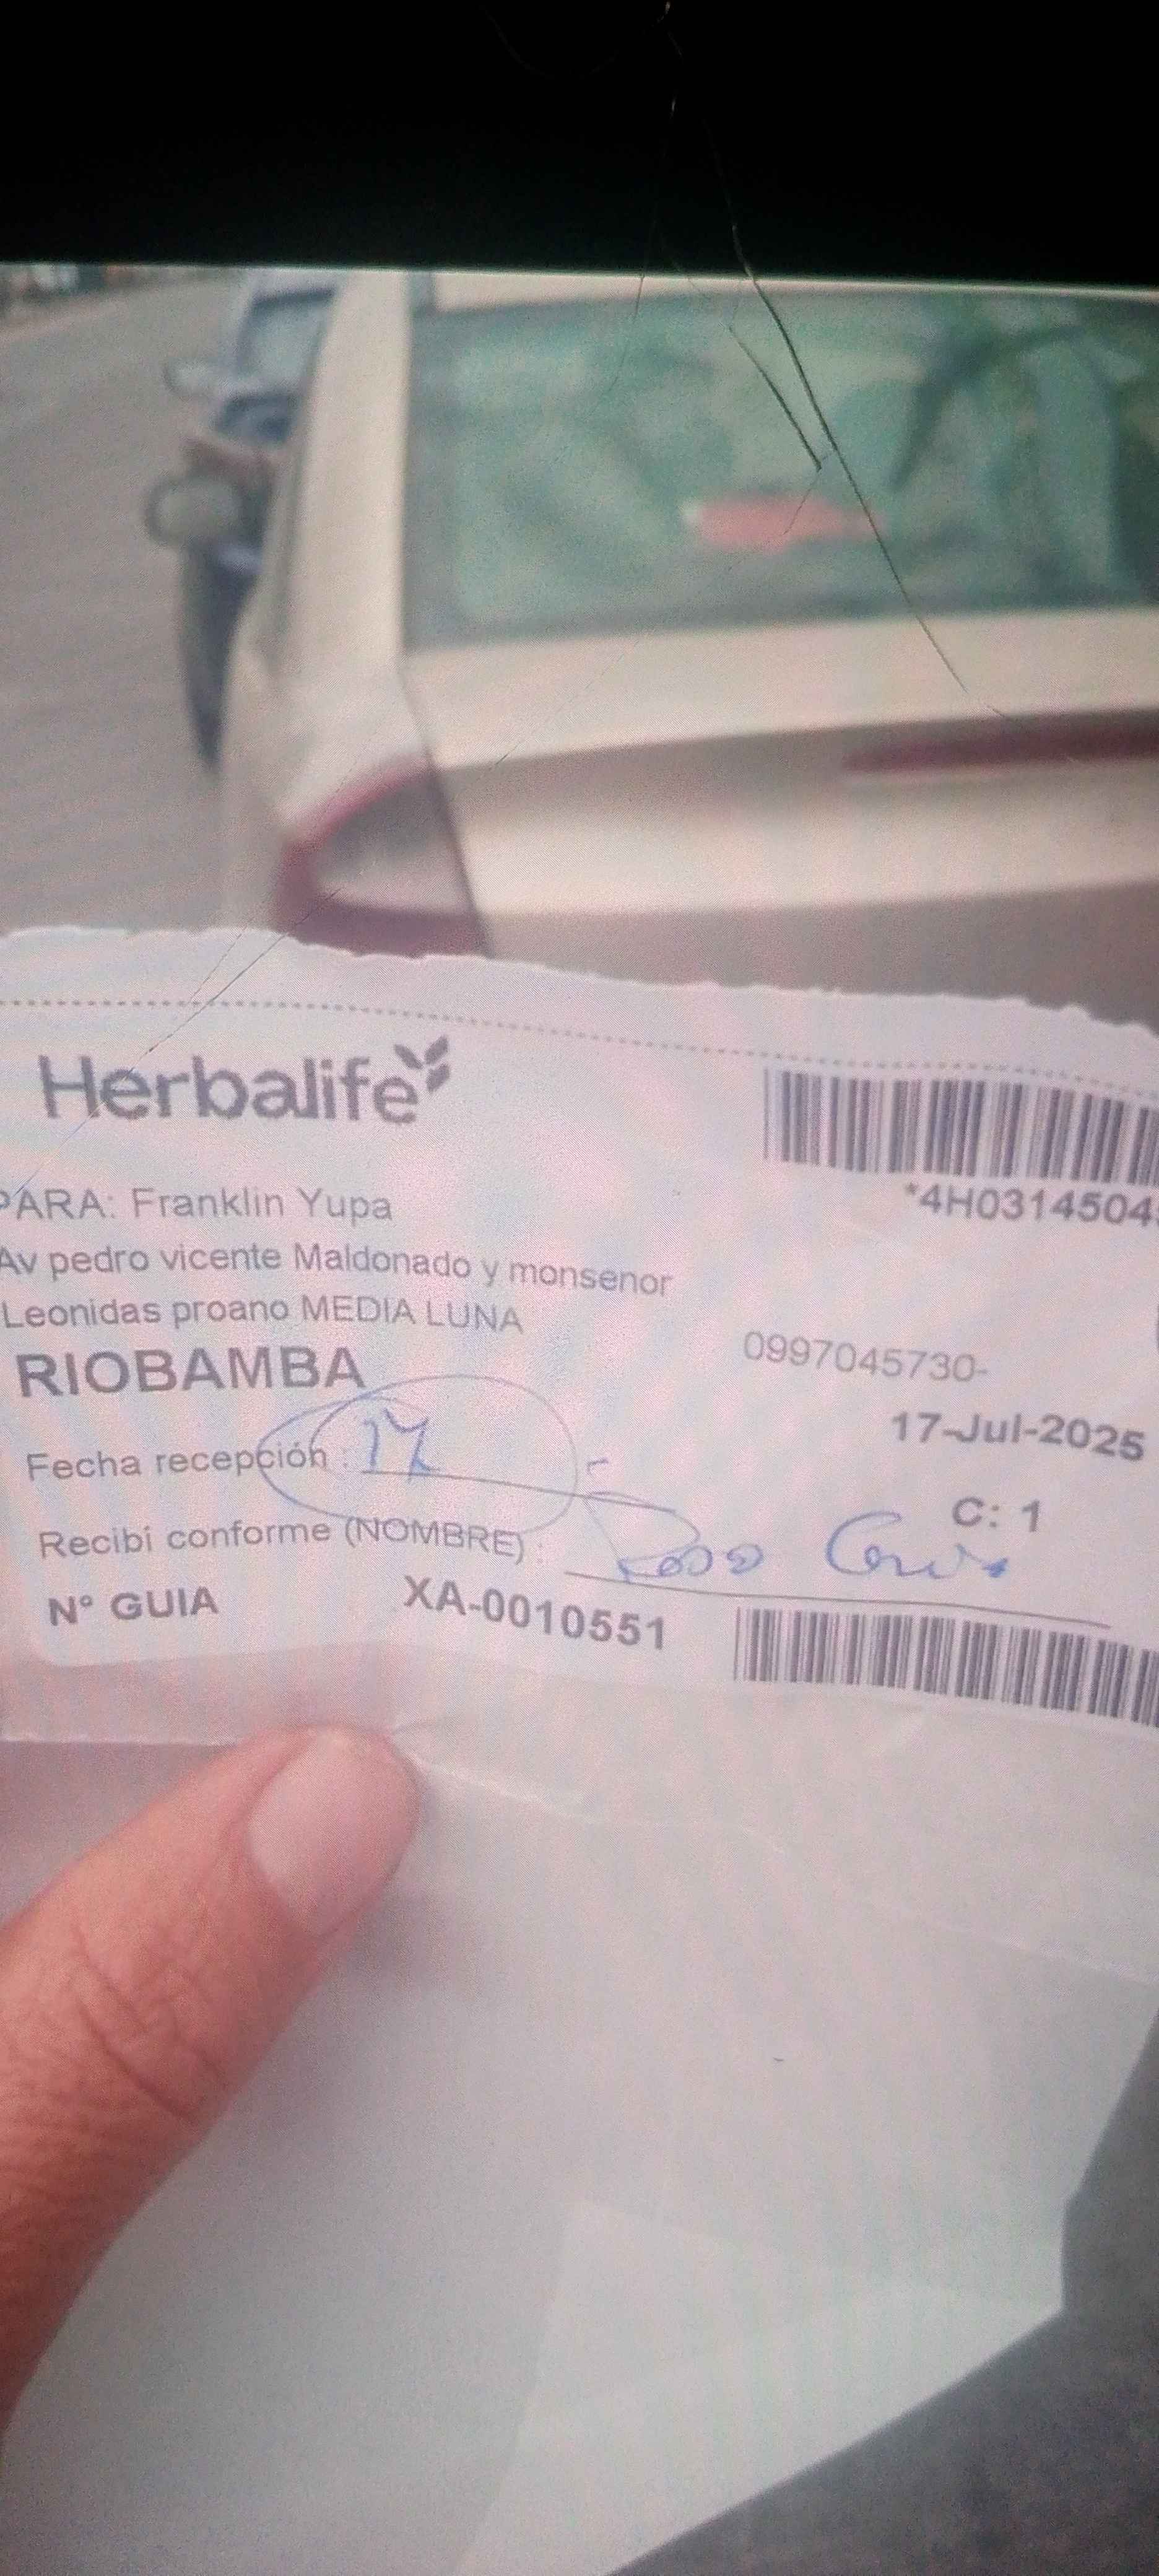 Herbalife
*4H0314504
PARA: Franklin Yupa
Av pedro vicente Maldonado y monsenor
Leonidas proano MEDIA LUNA
RIOBAMBA
0997045730-
17-Jul-2025
Fecha recepción : 17
C: 1
Recibí conforme (NOMBRE) :
N° GUIA XA-0010551